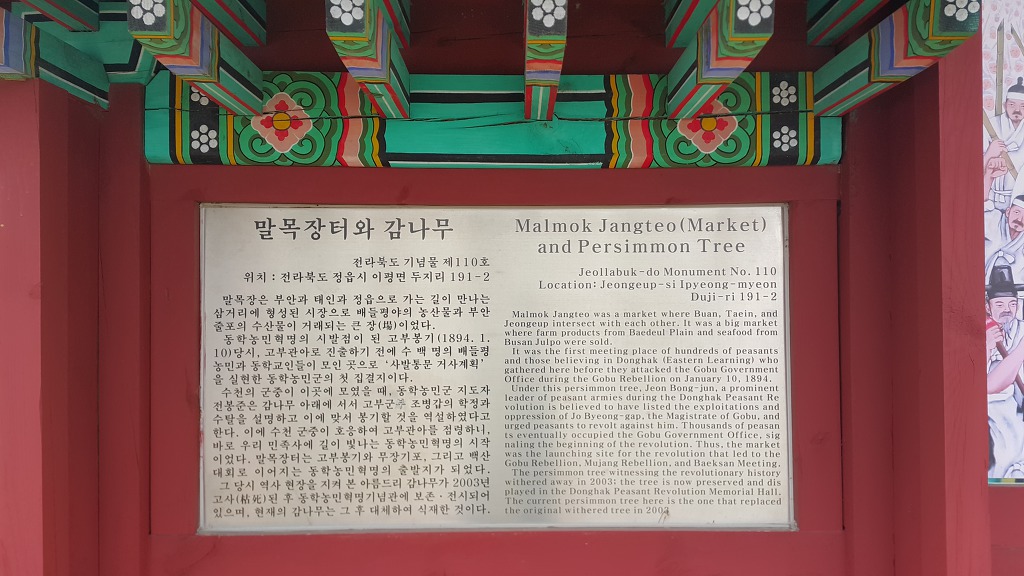 말목장터와 감나무
전라북도 기념물 제110호
위치 : 전라북도 정읍시 이평면 두지리 191-2
말목장은 부안과 태인과 정읍으로 가는 길이 만나는
삼거리에 형성된 시장으로 배들평야의 농산물과 부안
줄포의 수산물이 거래되는 큰 장(場)이었다.
동학농민혁명의 시발점이 된 고부봉기(1894. 1.
10)당시, 고부관아로 진출하기 전에 수 백 명의 배들평
농민과 동학교인들이 모인 곳으로 '사발통문 거사계획'
을 실현한 동학농민군의 첫 집결지이다.
수천의 군중이 이곳에 모였을 때, 동학농민군 지도자
전봉준은 감나무 아래에 서서 고부군수 조병갑의 학정과
수탈을 설명하고 이에 맞서 봉기할 것을 역설하였다고
한다. 이에 수천 군중이 호응하여 고부관아를 점령하니,
바로 우리 민족사에 길이 빛나는 동학농민혁명의 시작
이었다. 말목장터는 고부봉기와 무장기포, 그리고 백산
대회로 이어지는 동학농민혁명의 출발지가 되었다.
그 당시 역사 현장을 지켜 본 아름드리 감나무가 2003년
고사(枯死)된 후 동학농민혁명기념관에 보존·전시되어
있으며, 현재의 감나무는 그 후 대체하여 식재한 것이다.
Malmok Jangteo(Market)
and Persimmon Tree
Jeollabuk-do Monument No. 110
Location: Jeongeup-si Ipyeong-myeon
Duji-ri 191-2
Malmok Jangteo was a market where Buan, Taein, and
Jeongeup intersect with each other. It was a big market
where farm products from Baedeul Plain and seafood from
Busan Julpo were sold.
It was the first meeting place of hundreds of peasants
and those believing in Donghak (Eastern Learning) who
gathered here before they attacked the Gobu Government
Office during the Gobu Rebellion on January 10, 1894.
Under this persimmon tree, Jeon Bong-jun, a prominent
leader of peasant armies during the Donghak Peasant Re
volution is believed to have listed the exploitations and
oppression of Jo Byeong-gap, the Magistrate of Gobu, and
urged peasants to revolt against him. Thousands of peasan
ts eventually occupied the Gobu Government Office, sig
naling the beginning of the revolution. Thus, the market
was the launching site for the revolution that led to the
Gobu Rebellion, Mujang Rebellion, and Baeksan Meeting.
The persimmon tree witnessing the revolutionary history
withered away in 2003: the tree is now preserved and dis
played in the Donghak Peasant Revolution Memorial Hall.
The current persimmon tree here is the one that replaced
the original withered tree in 2003